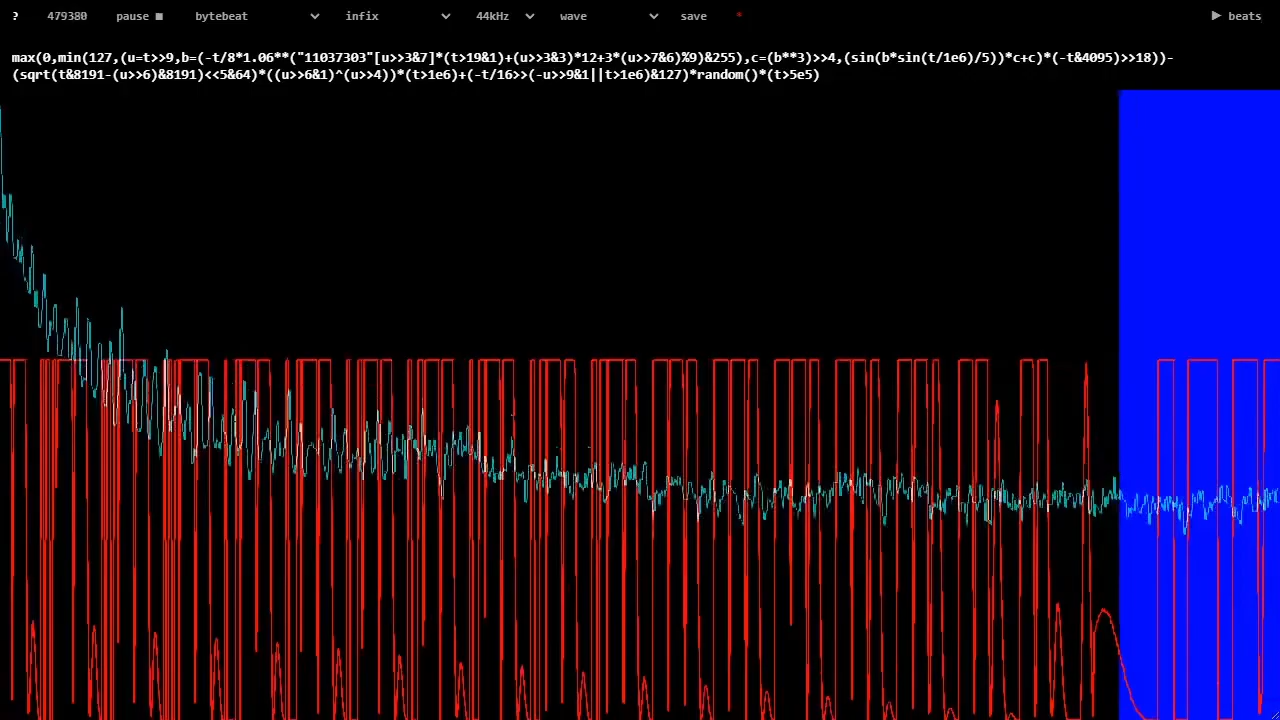 ? 479380 pause ■ bytebeat infix 44kHz wave save * ▶ beats
max(0,min(127,(u=t>>9,b=(-t/8*1.06**("11037303"[u>>3&7]*(t>>19&1)+(u>>3&3)*12+3*(u>>7&6)%9)&255),c=(b**3)>>4,(sin(b*sin(t/1e6)/5))*c+c)*(-t&4095)>>18))-
(sqrt(t&8191-(u>>6)&8191)<<5&64)*((u>>6&1)^(u>>4))*(t>1e6)+(-t/16>>(-u>>9&1||t>1e6)&127)*random()*(t>5e5)